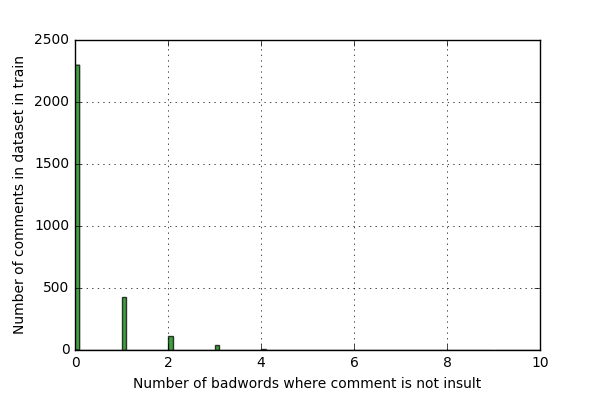 2500
2000
1500
1000
500
0
0 2 4 6 8 10
Number of comments in dataset in train
Number of badwords where comment is not insult